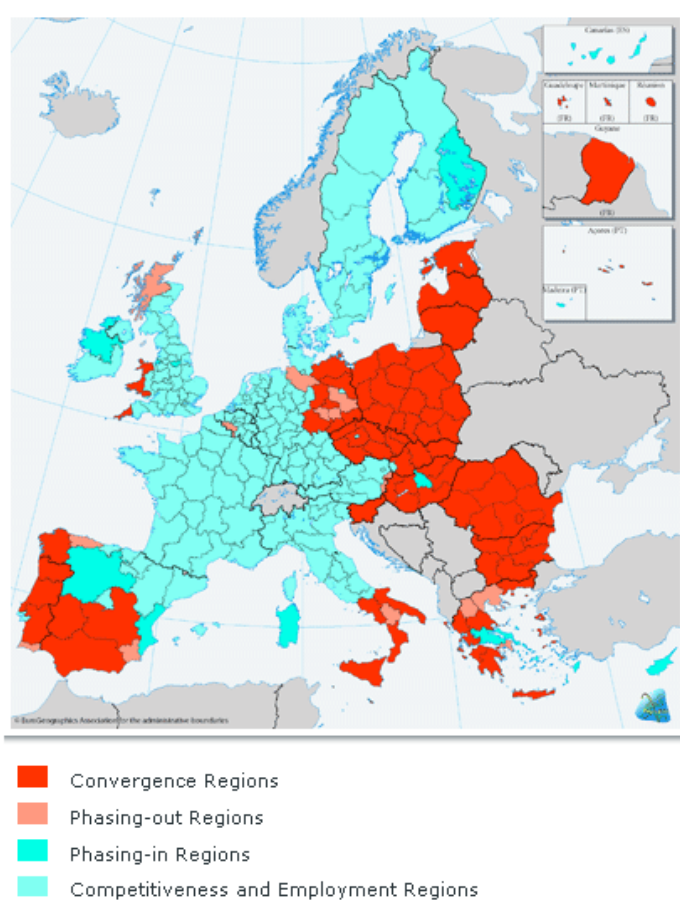 Canarias (ES)
Guadeloupe
Martinique
Réunion
(FR)
(FR)
(FR)
Guyane
(FR)
Açores (PT)
Madeira (PT)
© EuroGeographics Association for the administrative boundaries
Convergence Regions
Phasing-out Regions
Phasing-in Regions
Competitiveness and Employment Regions